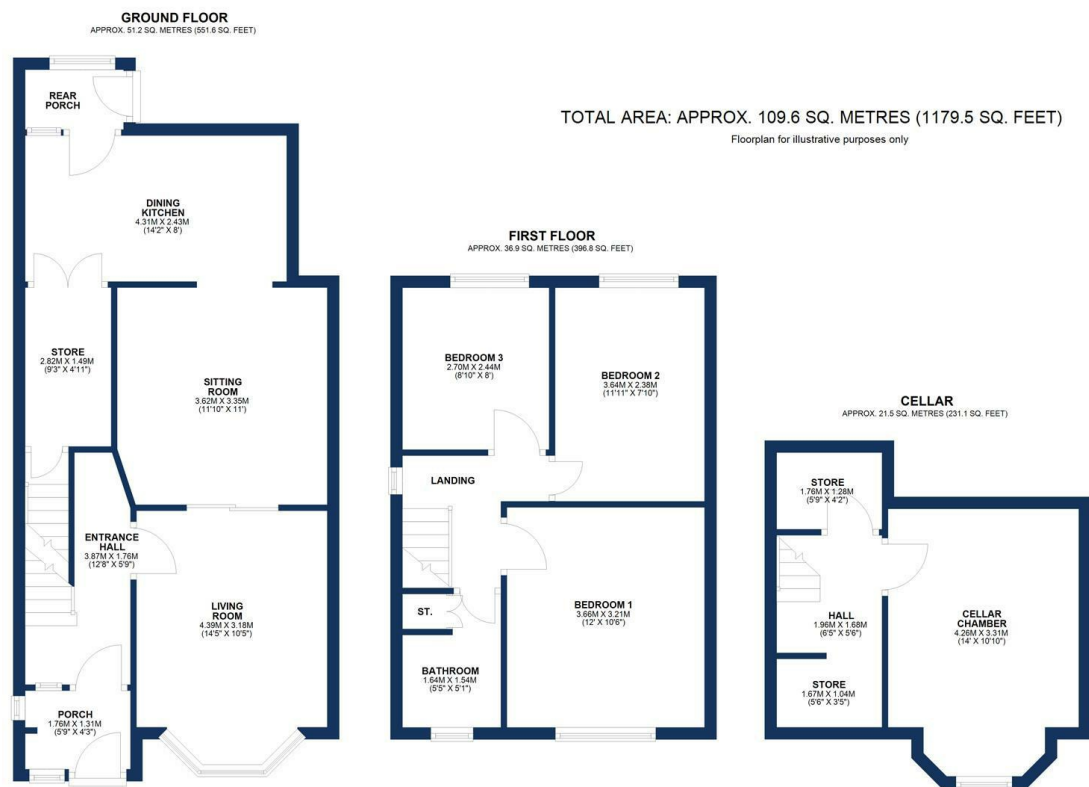 GROUND FLOOR
APPROX. 51.2 SQ. METRES (551.6 SQ. FEET)
REAR
PORCH
DINING
KITCHEN
4.31M X 2.43M
(14'2" X 8')
STORE
2.82M X 1.49M
(9'3" X 4'11")
SITTING
ROOM
3.62M X 3.35M
(11'10" X 11')
ENTRANCE
HALL
3.87M X 1.76M
(12'8" X 5'9")
LIVING
ROOM
4.39M X 3.18M
(14'5" X 10'5")
PORCH
1.76M X 1.31M
(5'9" X 4'3")
TOTAL AREA: APPROX. 109.6 SQ. METRES (1179.5 SQ. FEET)
Floorplan for illustrative purposes only
FIRST FLOOR
APPROX. 36.9 SQ. METRES (396.8 SQ. FEET)
BEDROOM 3
2.70M X 2.44M
(8'10" X 8')
BEDROOM 2
3.64M X 2.38M
(11'11" X 7'10")
LANDING
ST.
BEDROOM 1
3.66M X 3.21M
(12' X 10'6")
BATHROOM
1.64M X 1.54M
(5'5" X 5'1")
CELLAR
APPROX. 21.5 SQ. METRES (231.1 SQ. FEET)
STORE
1.76M X 1.28M
(5'9" X 4'2")
HALL
1.96M X 1.68M
(6'5" X 5'6")
CELLAR
CHAMBER
4.26M X 3.31M
(14' X 10'10")
STORE
1.67M X 1.04M
(5'6" X 3'5")